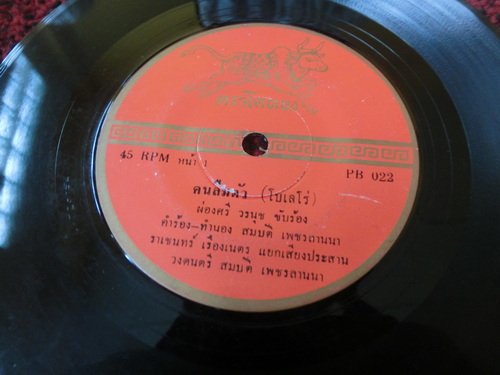 45 RPM หน้า 1
PB 022
คนลืมตัว (โบเลโร่)
ผ่องศรี วรนุช ขับร้อง
คำร้อง-ทำนอง สมบัติ เพชรลานนา
ราเชนทร์ เรืองเนตร แยกเสียงประสาน
วงดนตรี สมบัติ เพชรลานนา